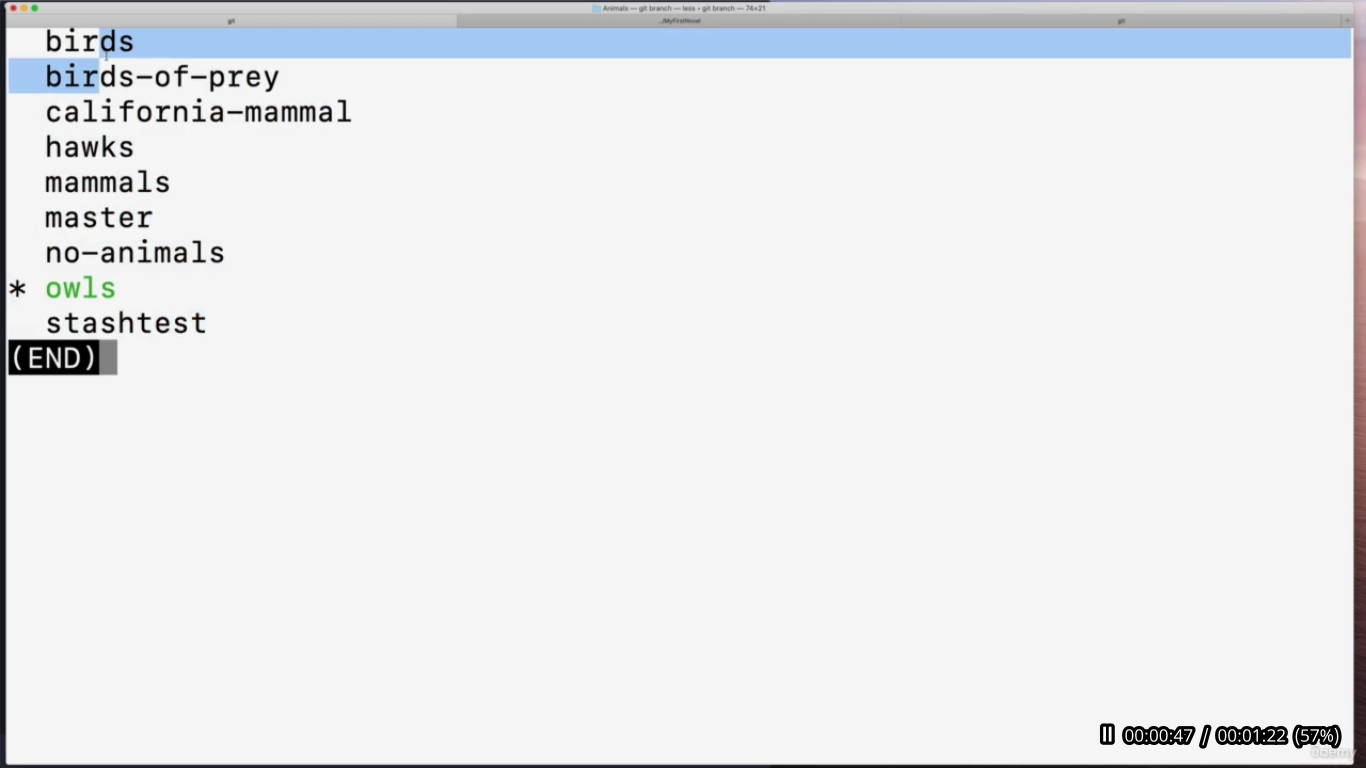 Animals — git branch — less • git branch — 74×21
git
../MyFirstNovel
git
+
birds
birds-of-prey
california-mammal
hawks
mammals
master
no-animals
* owls
stashtest
(END)
00:00:47 / 00:01:22 (57%)
udemy